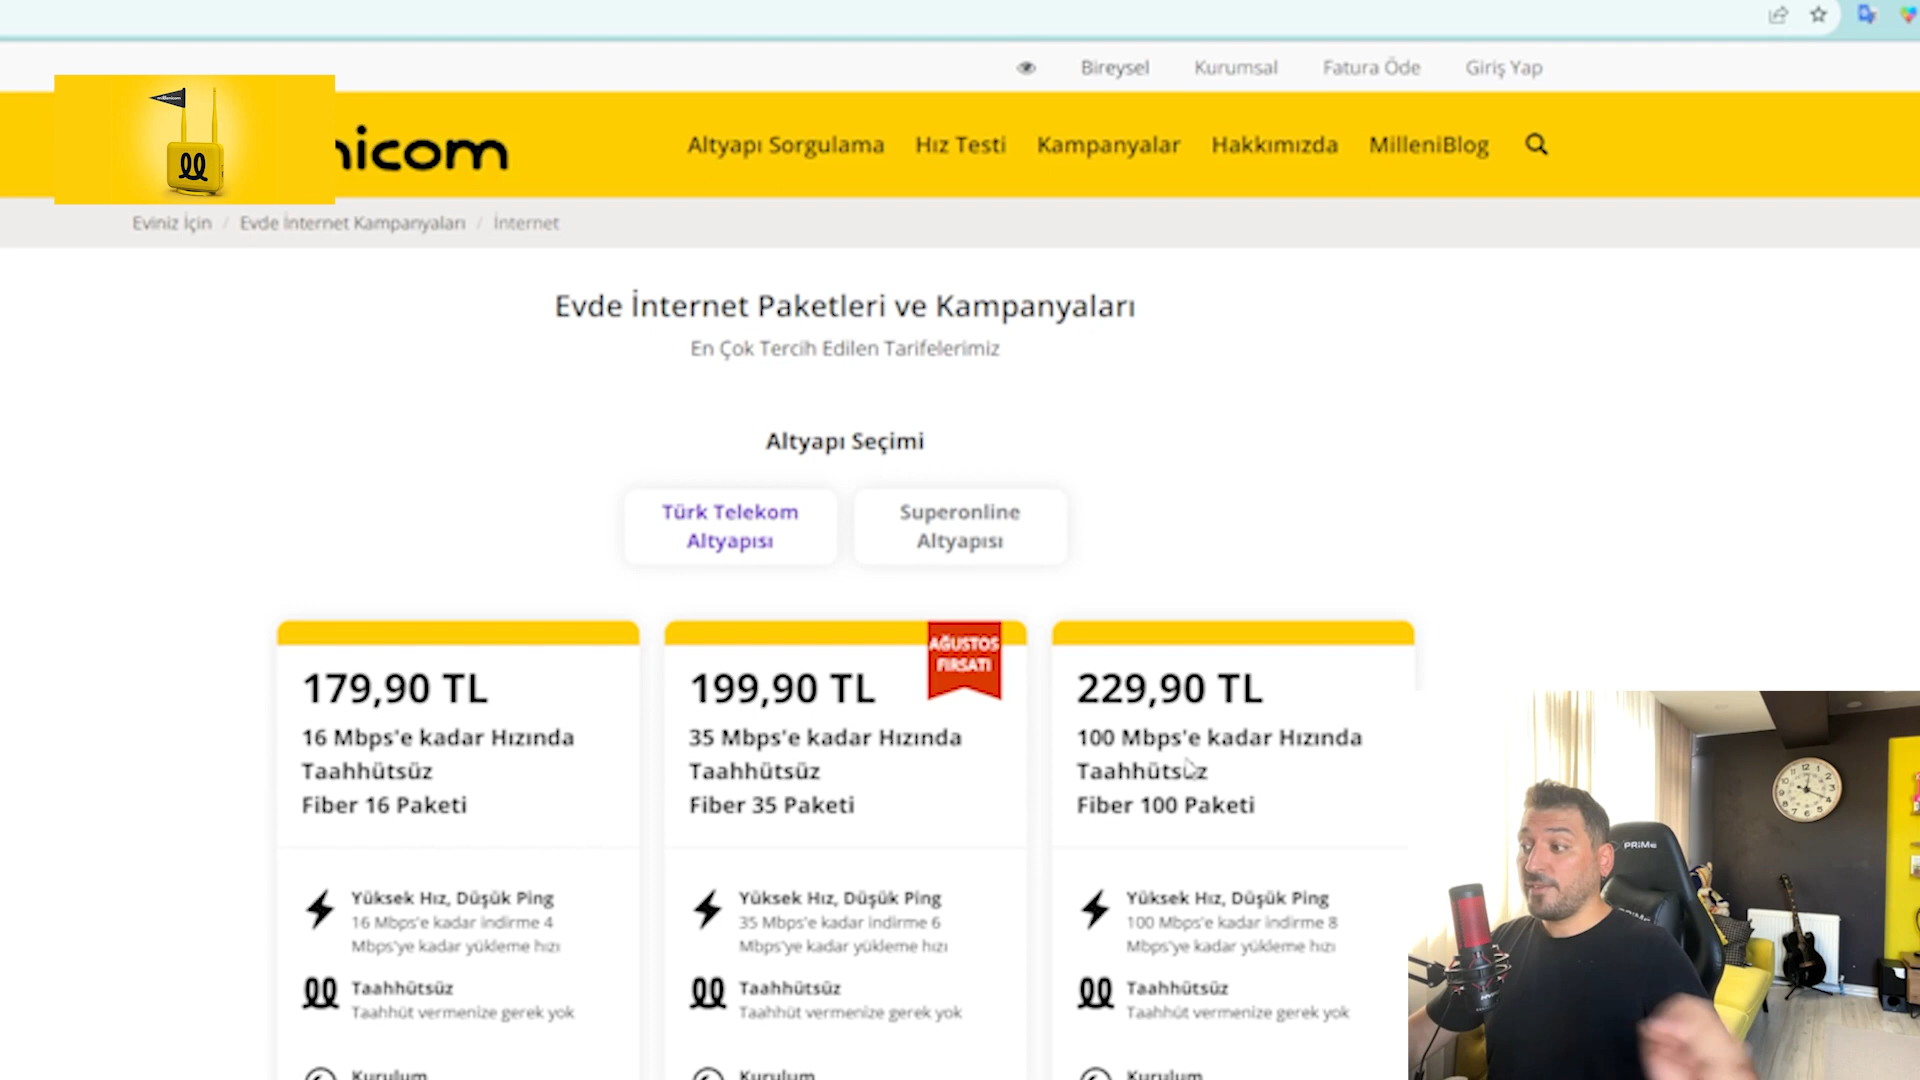 Bireysel Kurumsal Fatura Öde Giriş Yap
nicom
Altyapı Sorgulama Hız Testi Kampanyalar Hakkımızda MilleniBlog
Eviniz İçin / Evde İnternet Kampanyaları / İnternet
Evde İnternet Paketleri ve Kampanyaları
En Çok Tercih Edilen Tarifelerimiz
Altyapı Seçimi
Türk Telekom
Altyapısı
Superonline
Altyapısı
179,90 TL
16 Mbps'e kadar Hızında
Taahhütsüz
Fiber 16 Paketi
Yüksek Hız, Düşük Ping
16 Mbps'e kadar indirme 4
Mbps'ye kadar yükleme hızı
Taahhütsüz
Taahhüt vermenize gerek yok
Kurulum
AĞUSTOS
FIRSATI
199,90 TL
35 Mbps'e kadar Hızında
Taahhütsüz
Fiber 35 Paketi
Yüksek Hız, Düşük Ping
35 Mbps'e kadar indirme 6
Mbps'ye kadar yükleme hızı
Taahhütsüz
Taahhüt vermenize gerek yok
Kurulum
229,90 TL
100 Mbps'e kadar Hızında
Taahhütsüz
Fiber 100 Paketi
Yüksek Hız, Düşük Ping
100 Mbps'e kadar indirme 8
Mbps'ye kadar yükleme hızı
Taahhütsüz
Taahhüt vermenize gerek yok
Kurulum
PRiMe
PRiMe